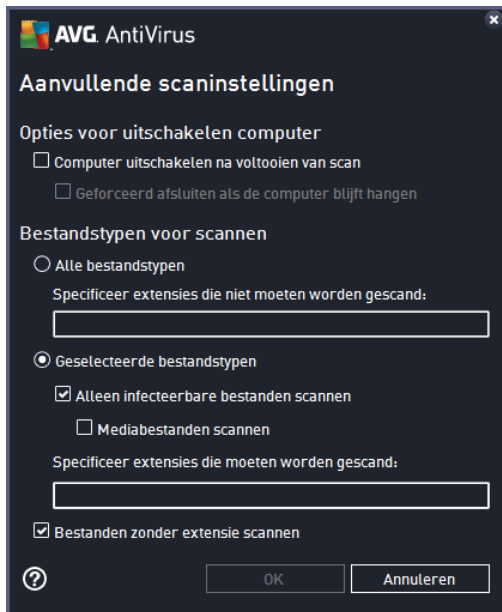 AVG. AntiVirus
Aanvullende scaninstellingen
Opties voor uitschakelen computer
Computer uitschakelen na voltooien van scan
Geforceerd afsluiten als de computer blijft hangen
Bestandstypen voor scannen
Alle bestandstypen
Specificeer extensies die niet moeten worden gescand:
Geselecteerde bestandstypen
Alleen infecteerbare bestanden scannen
Mediabestanden scannen
Specificeer extensies die moeten worden gescand:
Bestanden zonder extensie scannen
? OK Annuleren